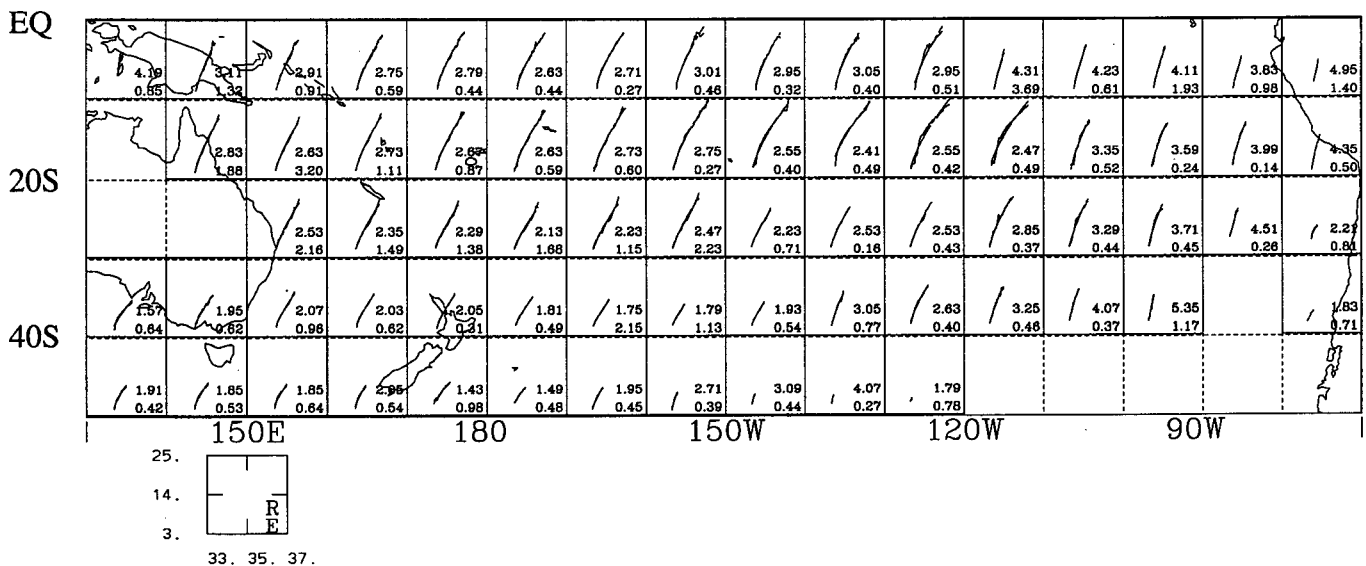 EQ
4.19 3.11 2.91 2.75 2.79 2.63 2.71 3.01 2.95 3.05 2.95 4.31 4.23 4.11 3.83 4.95
0.85 1.32 0.91 0.59 0.44 0.44 0.27 0.46 0.32 0.40 0.51 3.69 0.61 1.93 0.98 1.40
2.83 2.63 2.73 2.67 2.63 2.73 2.75 2.55 2.41 2.55 2.47 3.35 3.59 3.99 4.35
1.88 3.20 1.11 0.87 0.59 0.60 0.27 0.40 0.49 0.42 0.49 0.52 0.24 0.14 0.50
20S
2.53 2.35 2.29 2.13 2.23 2.47 2.23 2.53 2.53 2.85 3.29 3.71 4.51 2.21
2.16 1.49 1.38 1.68 1.15 2.23 0.71 0.16 0.43 0.37 0.44 0.45 0.26 0.81
1.57 1.95 2.07 2.03 2.05 1.81 1.75 1.79 1.93 3.05 2.63 3.25 4.07 5.35 1.83
0.64 0.62 0.96 0.62 0.31 0.49 2.15 1.13 0.54 0.77 0.40 0.46 0.37 1.17 0.71
40S
1.91 1.85 1.85 1.43 1.49 1.95 2.71 3.09 4.07 1.79
0.42 0.53 0.64 0.54 0.98 0.48 0.45 0.39 0.44 0.27 0.78
150E 180 150W 120W 90W
25.
14.
R
3. E
33. 35. 37.